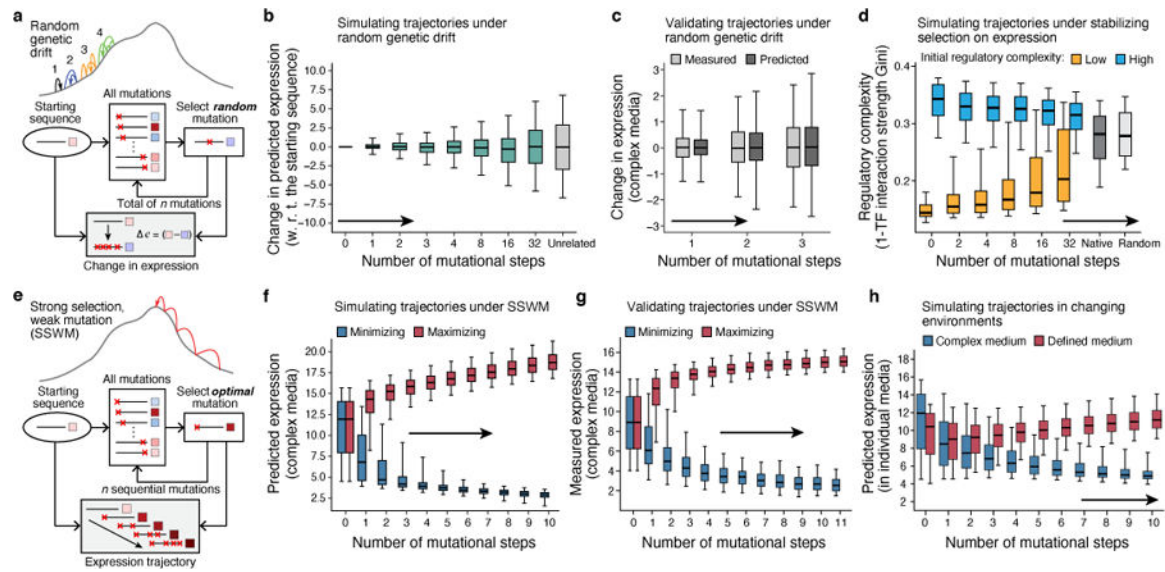 a
Random
genetic
drift
1
2
3
4
Starting
sequence
All mutations
Select random
mutation
Total of n mutations
Δe = ( - )
Change in expression
b
Simulating trajectories under
random genetic drift
Change in predicted expression
(w. r. t. the starting sequence)
10.0
7.5
5.0
2.5
0
−2.5
−5.0
−7.5
−10.0
0 1 2 3 4 8 16 32 Unrelated
Number of mutational steps
c
Validating trajectories under
random genetic drift
Measured Predicted
Change in expression
(complex media)
4
3
2
1
0
−1
−2
−3
1 2 3
Number of mutational steps
d
Simulating trajectories under stabilizing
selection on expression
Initial regulatory complexity: Low High
Regulatory complexity
(1-TF interaction strength Gini)
0.4
0.3
0.2
0 2 4 8 16 32 Native Random
Number of mutational steps
e
Strong selection,
weak mutation
(SSWM)
Starting
sequence
All mutations
Select optimal
mutation
n sequential mutations
Expression trajectory
f
Simulating trajectories under SSWM
Minimizing Maximizing
Predicted expression
(complex media)
20.0
17.5
15.0
12.5
10.0
7.5
5.0
2.5
0 1 2 3 4 5 6 7 8 9 10
Number of mutational steps
g
Validating trajectories under SSWM
Minimizing Maximizing
Measured expression
(complex media)
16
14
12
10
8
6
4
2
0 1 2 3 4 5 6 7 8 9 10 11
Number of mutational steps
h
Simulating trajectories in changing
environments
Complex medium Defined medium
Predicted expression
(in individual media)
16
14
12
10
8
6
4
2
0 1 2 3 4 5 6 7 8 9 10
Number of mutational steps